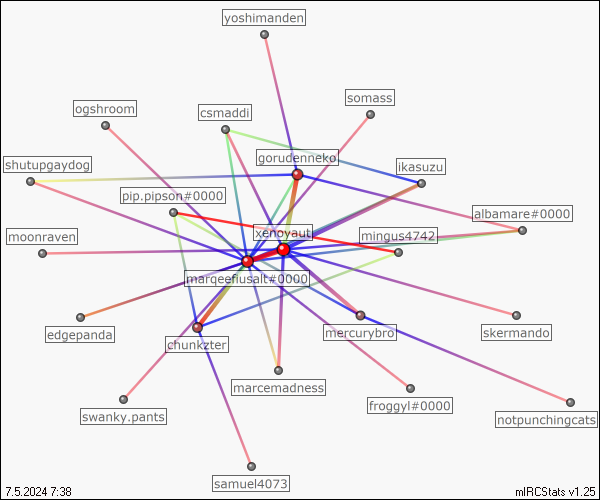 yoshimanden
somass
ogshroom
csmaddi
gorudenneko
shutupgaydog
ikasuzu
pip.pipson#0000
albamare#0000
xenoyaut
mingus4742
moonraven
marqeefiusalt#0000
edgepanda
mercurybro
skermando
chunkzter
marcemadness
swanky.pants
froggyl#0000
notpunchingcats
samuel4073
7.5.2024 7:38
mIRCStats v1.25